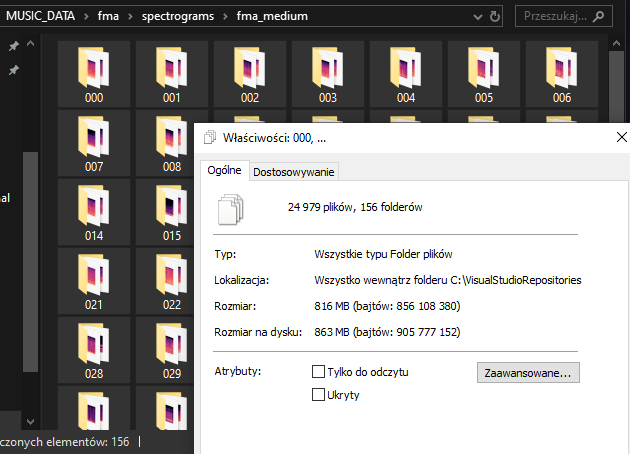 MUSIC_DATA › fma › spectrograms › fma_medium
Przeszukaj...
000 001 002 003 004 005 006
007 008
Właściwości: 000, ...
Ogólne Dostosowywanie
24 979 plików, 156 folderów
014 015
Typ: Wszystkie typu Folder plików
Lokalizacja: Wszystko wewnątrz folderu C:\VisualStudioRepositories
021 022
Rozmiar: 816 MB (bajtów: 856 108 380)
Rozmiar na dysku: 863 MB (bajtów: 905 777 152)
028 029
Atrybuty: Tylko do odczytu Zaawansowane...
Ukryty
czonych elementów: 156